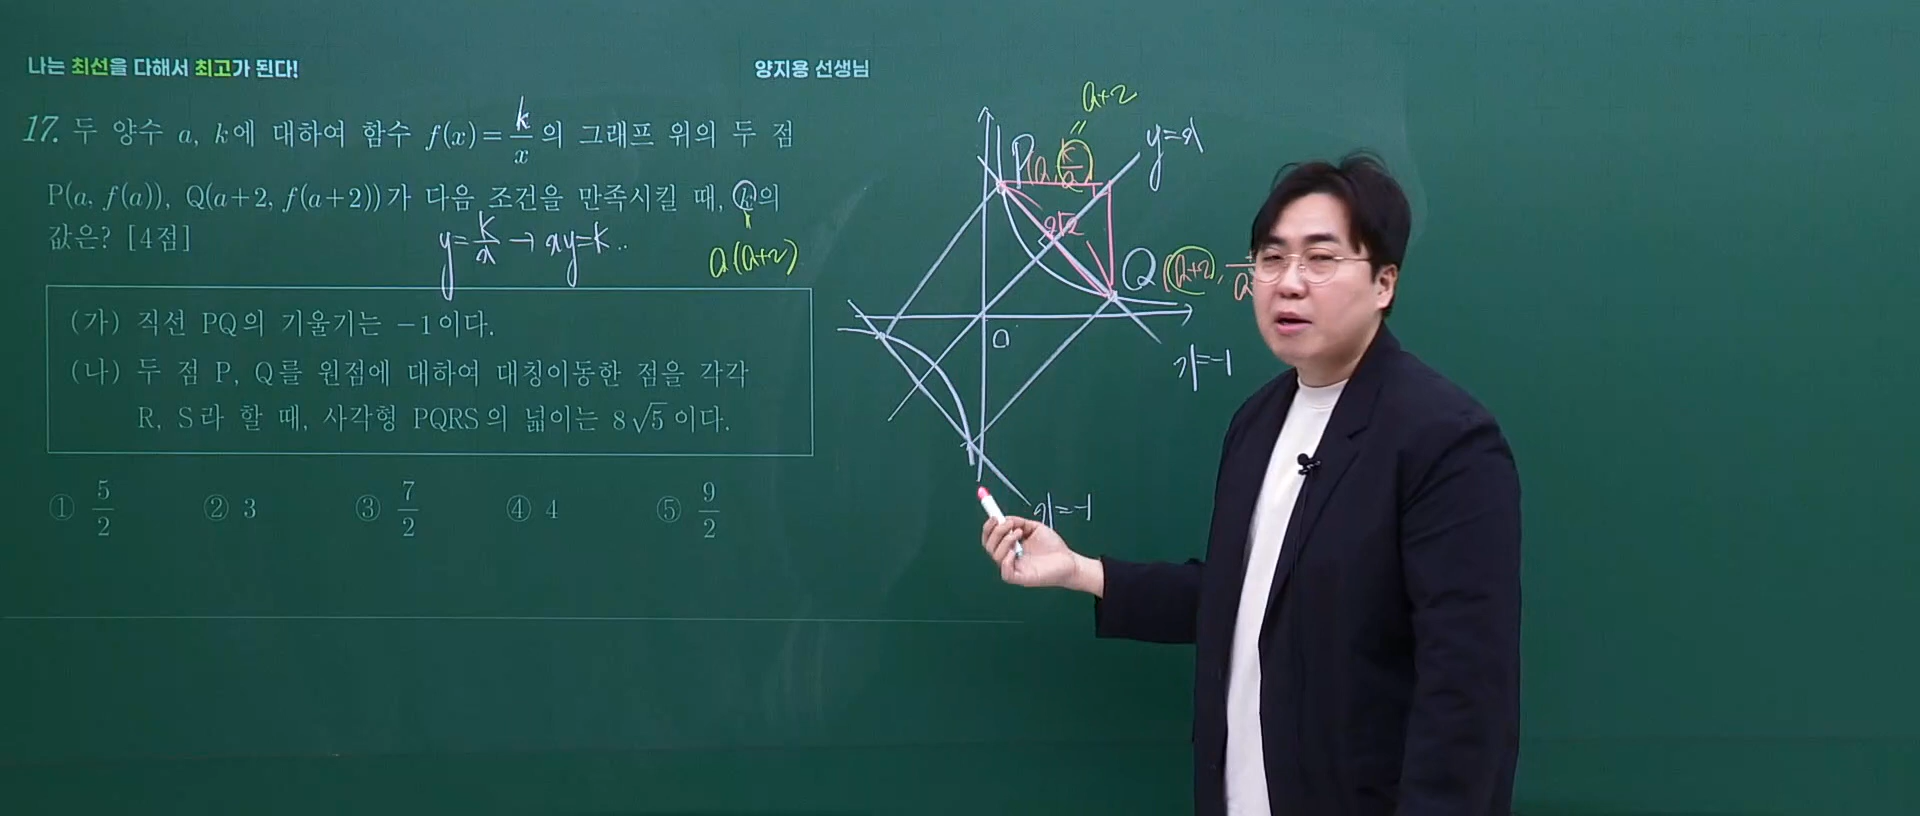 나는 최선을 다해서 최고가 된다!
양지용 선생님
17. 두 양수 a, k에 대하여 함수 f(x)=k/x의 그래프 위의 두 점
P(a, f(a)), Q(a+2, f(a+2))가 다음 조건을 만족시킬 때, k의
값은? [4점]
y=k/x → xy=k..
a(a+2)
(가) 직선 PQ의 기울기는 −1이다.
(나) 두 점 P, Q를 원점에 대하여 대칭이동한 점을 각각
R, S라 할 때, 사각형 PQRS의 넓이는 8√5이다.
① 5/2 ② 3 ③ 7/2 ④ 4 ⑤ 9/2
a+2
P(a, k/a)
y=x
2√2
Q(a+2,
O
기=-1
기=-1